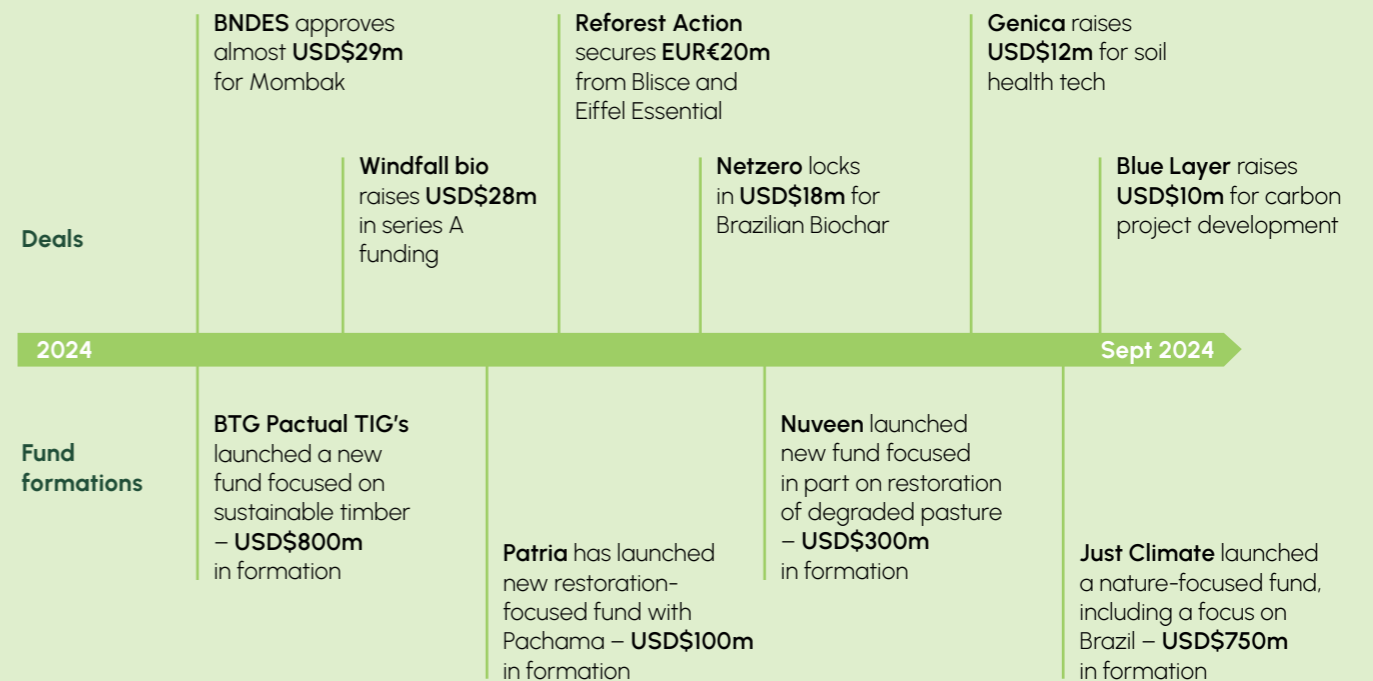 BNDES approves
almost USD$29m
for Mombak
Reforest Action
secures EUR€20m
from Blisce and
Eiffel Essential
Genica raises
USD$12m for soil
health tech
Deals
Windfall bio
raises USD$28m
in series A
funding
Netzero locks
in USD$18m for
Brazilian Biochar
Blue Layer raises
USD$10m for carbon
project development
2024
Sept 2024
Fund
formations
BTG Pactual TIG's
launched a new
fund focused on
sustainable timber
– USD$800m
in formation
Patria has launched
new restoration-
focused fund with
Pachama – USD$100m
in formation
Nuveen launched
new fund focused
in part on restoration
of degraded pasture
– USD$300m
in formation
Just Climate launched
a nature-focused fund,
including a focus on
Brazil – USD$750m
in formation